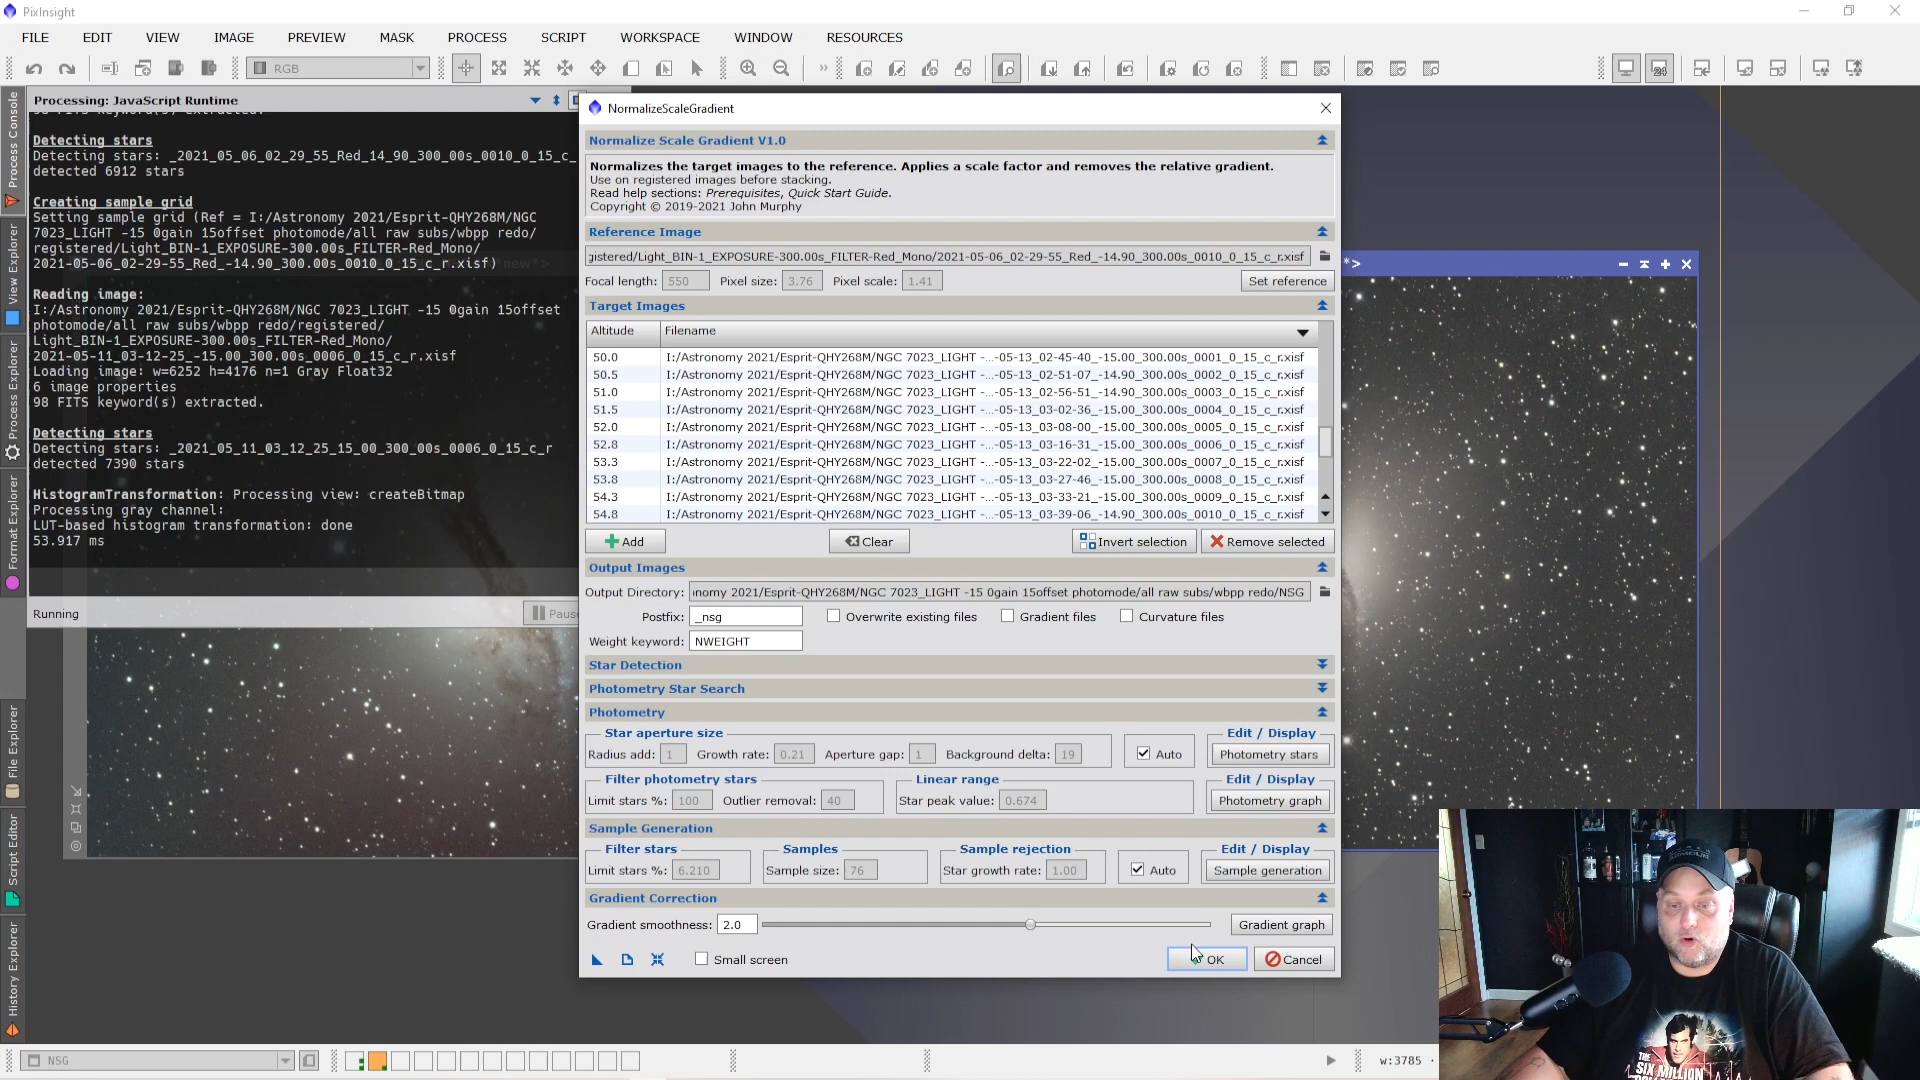 PixInsight
FILE EDIT VIEW IMAGE PREVIEW MASK PROCESS SCRIPT WORKSPACE WINDOW RESOURCES
RGB
Processing: JavaScript Runtime
Detecting stars
Detecting stars: _2021_05_06_02_29_55_Red_14_90_300_00s_0010_0_15_c_
detected 6912 stars
Creating sample grid
Setting sample grid (Ref = I:/Astronomy 2021/Esprit-QHY268M/NGC
7023_LIGHT -15 0gain 15offset photomode/all raw subs/wbpp redo/
registered/Light_BIN-1_EXPOSURE-300.00s_FILTER-Red_Mono/
2021-05-06_02-29-55_Red_-14.90_300.00s_0010_0_15_c_r.xisf)
Reading image:
I:/Astronomy 2021/Esprit-QHY268M/NGC 7023_LIGHT -15 0gain 15offset
photomode/all raw subs/wbpp redo/registered/
Light_BIN-1_EXPOSURE-300.00s_FILTER-Red_Mono/
2021-05-11_03-12-25_-15.00_300.00s_0006_0_15_c_r.xisf
Loading image: w=6252 h=4176 n=1 Gray Float32
6 image properties
98 FITS keyword(s) extracted.
Detecting stars
Detecting stars: _2021_05_11_03_12_25_15_00_300_00s_0006_0_15_c_r
detected 7390 stars
HistogramTransformation: Processing view: createBitmap
Processing gray channel:
LUT-based histogram transformation: done
53.917 ms
Running
Process Console
View Explorer
Process Explorer
Format Explorer
File Explorer
Script Editor
History Explorer
NormalizeScaleGradient
Normalize Scale Gradient V1.0
Normalizes the target images to the reference. Applies a scale factor and removes the relative gradient.
Use on registered images before stacking.
Read help sections: Prerequisites, Quick Start Guide.
Copyright © 2019-2021 John Murphy
Reference Image
gistered/Light_BIN-1_EXPOSURE-300.00s_FILTER-Red_Mono/2021-05-06_02-29-55_Red_-14.90_300.00s_0010_0_15_c_r.xisf
Focal length: 550 Pixel size: 3.76 Pixel scale: 1.41 Set reference
Target Images
Altitude Filename
50.0 I:/Astronomy 2021/Esprit-QHY268M/NGC 7023_LIGHT -...-05-13_02-45-40_-15.00_300.00s_0001_0_15_c_r.xisf
50.5 I:/Astronomy 2021/Esprit-QHY268M/NGC 7023_LIGHT -...-05-13_02-51-07_-14.90_300.00s_0002_0_15_c_r.xisf
51.0 I:/Astronomy 2021/Esprit-QHY268M/NGC 7023_LIGHT -...-05-13_02-56-51_-14.90_300.00s_0003_0_15_c_r.xisf
51.5 I:/Astronomy 2021/Esprit-QHY268M/NGC 7023_LIGHT -...-05-13_03-02-36_-15.00_300.00s_0004_0_15_c_r.xisf
52.0 I:/Astronomy 2021/Esprit-QHY268M/NGC 7023_LIGHT -...-05-13_03-08-00_-15.00_300.00s_0005_0_15_c_r.xisf
52.8 I:/Astronomy 2021/Esprit-QHY268M/NGC 7023_LIGHT -...-05-13_03-16-31_-15.00_300.00s_0006_0_15_c_r.xisf
53.3 I:/Astronomy 2021/Esprit-QHY268M/NGC 7023_LIGHT -...-05-13_03-22-02_-15.00_300.00s_0007_0_15_c_r.xisf
53.8 I:/Astronomy 2021/Esprit-QHY268M/NGC 7023_LIGHT -...-05-13_03-27-46_-15.00_300.00s_0008_0_15_c_r.xisf
54.3 I:/Astronomy 2021/Esprit-QHY268M/NGC 7023_LIGHT -...-05-13_03-33-21_-15.00_300.00s_0009_0_15_c_r.xisf
54.8 I:/Astronomy 2021/Esprit-QHY268M/NGC 7023_LIGHT -...-05-13_03-39-06_-14.90_300.00s_0010_0_15_c_r.xisf
Add Clear Invert selection Remove selected
Output Images
Output Directory: onomy 2021/Esprit-QHY268M/NGC 7023_LIGHT -15 0gain 15offset photomode/all raw subs/wbpp redo/NSG
Postfix: _nsg Overwrite existing files Gradient files Curvature files
Weight keyword: NWEIGHT
Star Detection
Photometry Star Search
Photometry
Star aperture size Edit / Display
Radius add: 1 Growth rate: 0.21 Aperture gap: 1 Background delta: 19 Auto Photometry stars
Filter photometry stars Linear range Edit / Display
Limit stars %: 100 Outlier removal: 40 Star peak value: 0.674 Photometry graph
Sample Generation
Filter stars Samples Sample rejection Edit / Display
Limit stars %: 6.210 Sample size: 76 Star growth rate: 1.00 Auto Sample generation
Gradient Correction
Gradient smoothness: 2.0 Gradient graph
Small screen OK Cancel
NSG
w:3785
THE
SIX MILLION